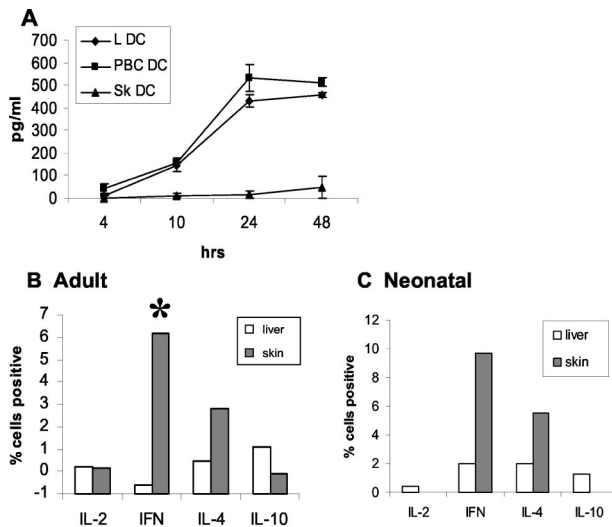 A
700
600
500
400
300
200
100
0
pg/ml
L DC
PBC DC
Sk DC
4 10 24 48
hrs
B Adult
7
6
5
4
3
2
1
0
-1
% cells positive
*
liver
skin
IL-2 IFN IL-4 IL-10
C Neonatal
12
10
8
6
4
2
0
% cells positive
liver
skin
IL-2 IFN IL-4 IL-10